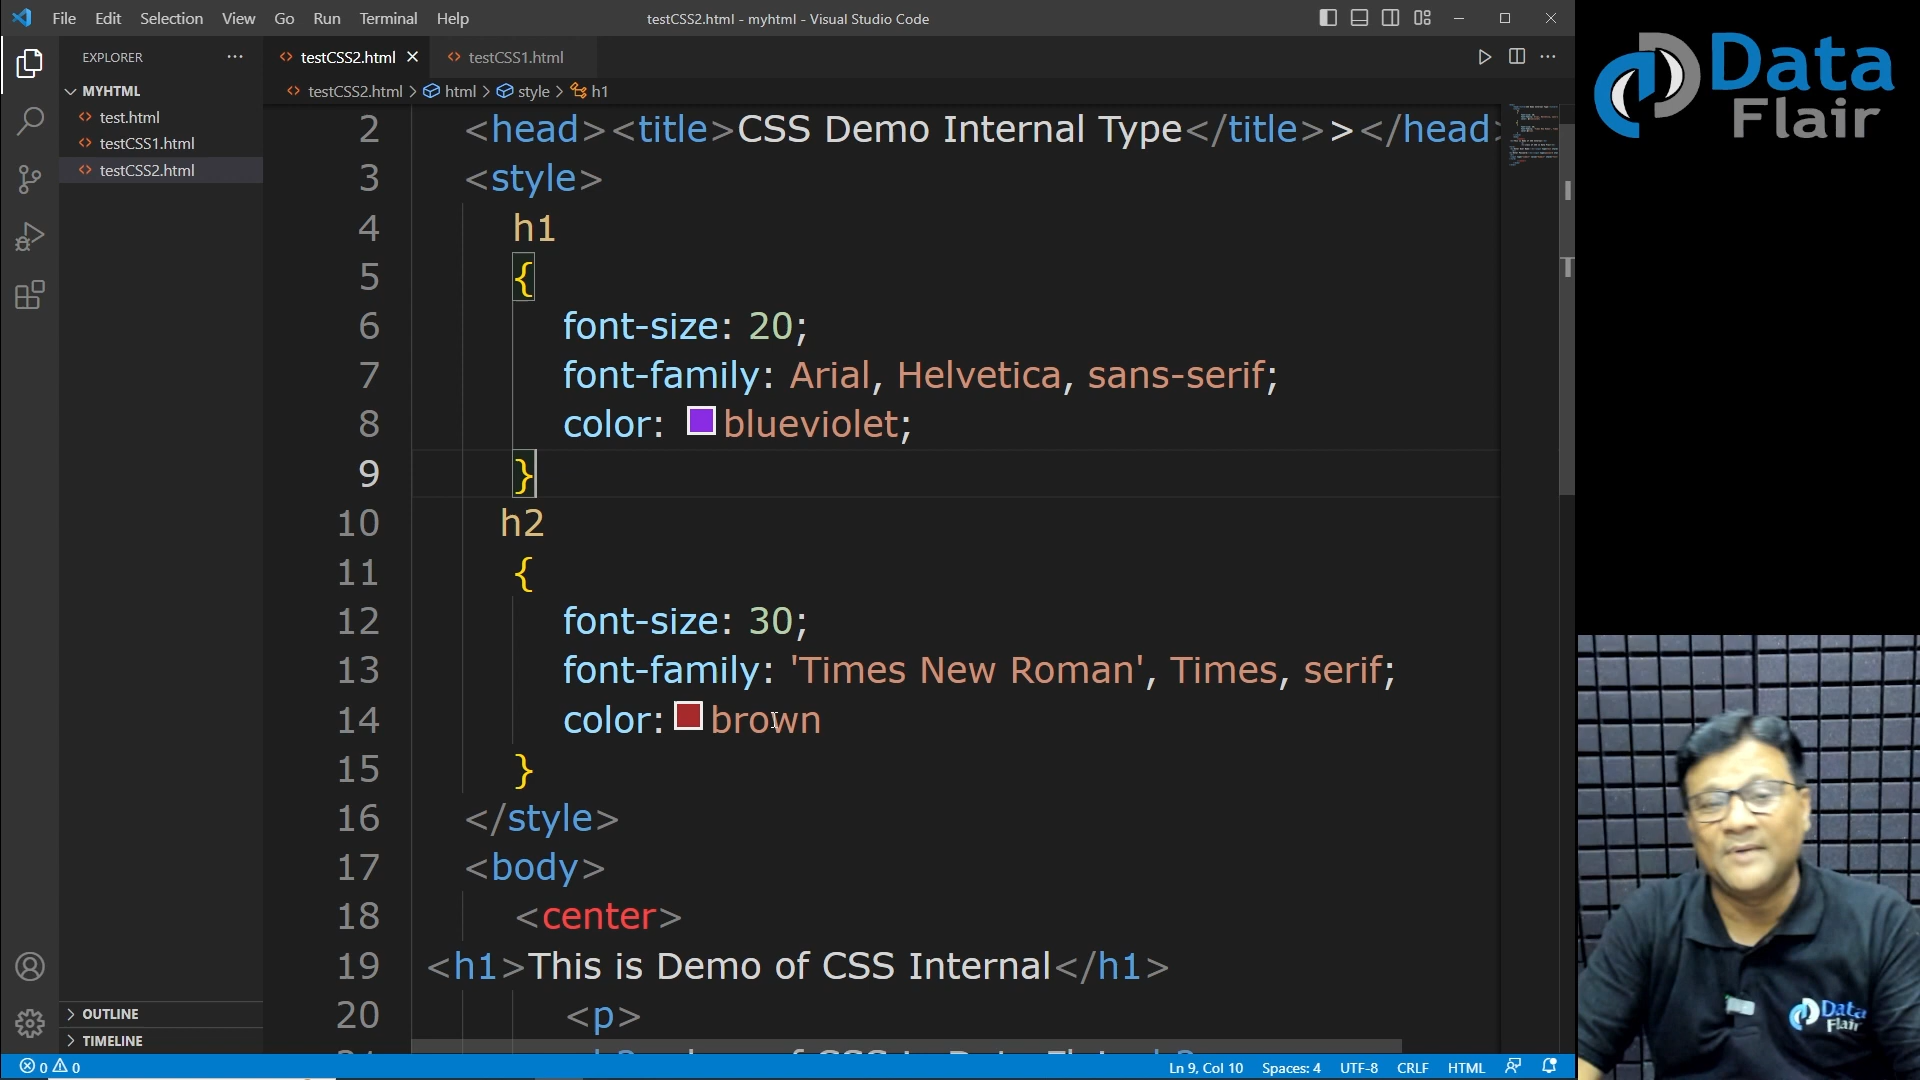 File Edit Selection View Go Run Terminal Help testCSS2.html - myhtml - Visual Studio Code
EXPLORER
testCSS2.html testCSS1.html
MYHTML
testCSS2.html > html > style > h1
test.html
testCSS1.html
testCSS2.html
2 <head><title>CSS Demo Internal Type</title>></head>
3 <style>
4 h1
5 {
6 font-size: 20;
7 font-family: Arial, Helvetica, sans-serif;
8 color: blueviolet;
9 }
10 h2
11 {
12 font-size: 30;
13 font-family: 'Times New Roman', Times, serif;
14 color: brown
15 }
16 </style>
17 <body>
18 <center>
19 <h1>This is Demo of CSS Internal</h1>
20 <p>
OUTLINE
TIMELINE
0 0
Ln 9, Col 10 Spaces: 4 UTF-8 CRLF HTML
Data
Flair
Data
Flair